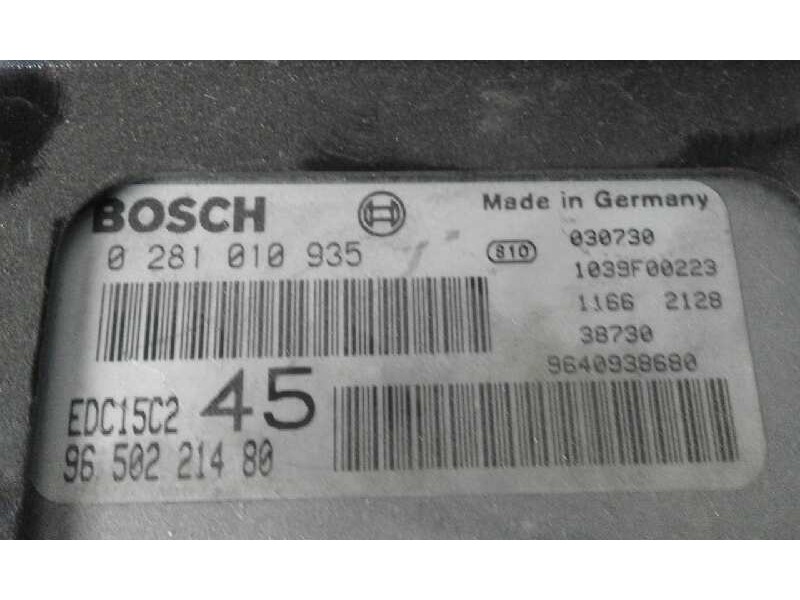 BOSCH
Made in Germany
0 281 010 935
S10
030730
1039F00223
1166 2128
38730
9640938680
EDC15C2 45
96 502 214 80